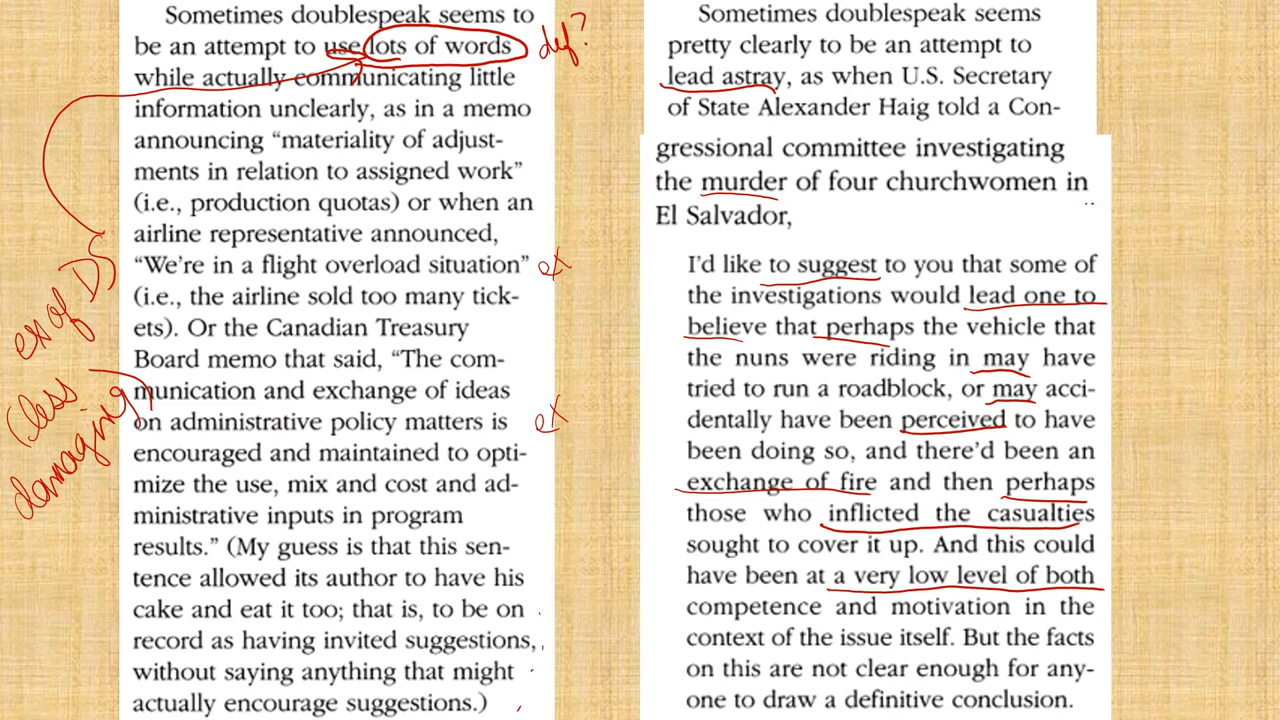 Sometimes doublespeak seems to
be an attempt to use lots of words
while actually communicating little
information unclearly, as in a memo
announcing “materiality of adjust-
ments in relation to assigned work”
(i.e., production quotas) or when an
airline representative announced,
“We’re in a flight overload situation”
(i.e., the airline sold too many tick-
ets). Or the Canadian Treasury
Board memo that said, “The com-
munication and exchange of ideas
on administrative policy matters is
encouraged and maintained to opti-
mize the use, mix and cost and ad-
ministrative inputs in program
results.” (My guess is that this sen-
tence allowed its author to have his
cake and eat it too; that is, to be on
record as having invited suggestions,
without saying anything that might
actually encourage suggestions.)
def?
ex
ex
ex of DS
(less
damaging)
Sometimes doublespeak seems
pretty clearly to be an attempt to
lead astray, as when U.S. Secretary
of State Alexander Haig told a Con-
gressional committee investigating
the murder of four churchwomen in
El Salvador,
I’d like to suggest to you that some of
the investigations would lead one to
believe that perhaps the vehicle that
the nuns were riding in may have
tried to run a roadblock, or may acci-
dentally have been perceived to have
been doing so, and there’d been an
exchange of fire and then perhaps
those who inflicted the casualties
sought to cover it up. And this could
have been at a very low level of both
competence and motivation in the
context of the issue itself. But the facts
on this are not clear enough for any-
one to draw a definitive conclusion.